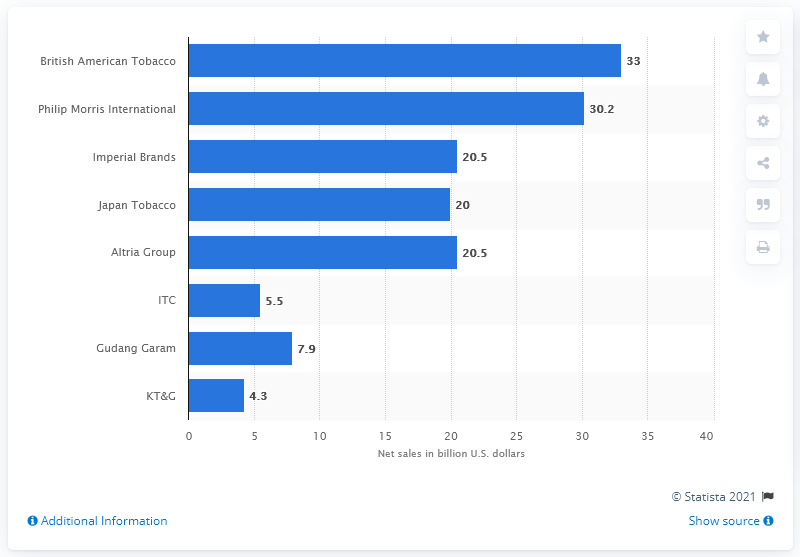 British American Tobacco 33
Philip Morris International 30.2
Imperial Brands 20.5
Japan Tobacco 20
Altria Group 20.5
ITC 5.5
Gudang Garam 7.9
KT&G 4.3
0 5 10 15 20 25 30 35 40
Net sales in billion U.S. dollars
© Statista 2021
Additional Information Show source